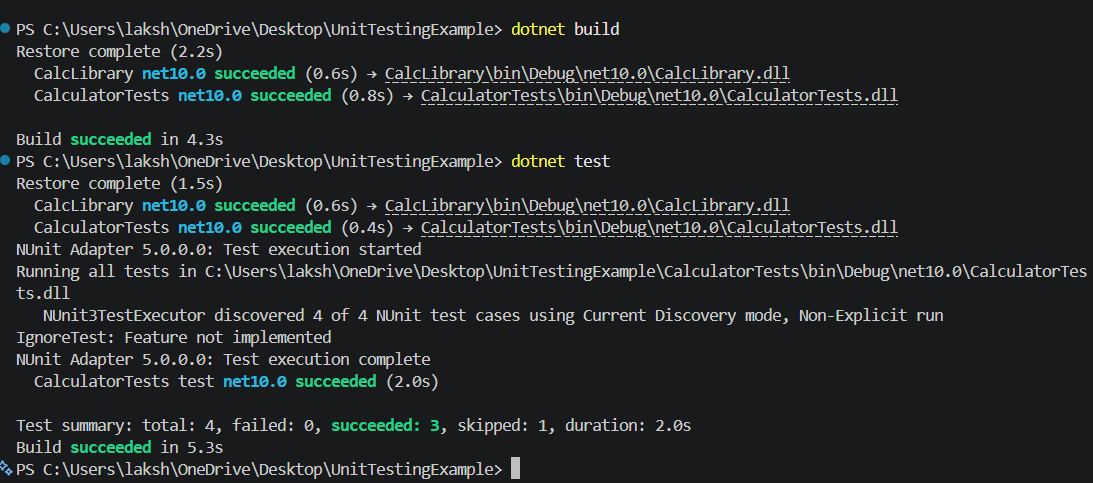 PS C:\Users\laksh\OneDrive\Desktop\UnitTestingExample> dotnet build
Restore complete (2.2s)
CalcLibrary net10.0 succeeded (0.6s) → CalcLibrary\bin\Debug\net10.0\CalcLibrary.dll
CalculatorTests net10.0 succeeded (0.8s) → CalculatorTests\bin\Debug\net10.0\CalculatorTests.dll
Build succeeded in 4.3s
PS C:\Users\laksh\OneDrive\Desktop\UnitTestingExample> dotnet test
Restore complete (1.5s)
CalcLibrary net10.0 succeeded (0.6s) → CalcLibrary\bin\Debug\net10.0\CalcLibrary.dll
CalculatorTests net10.0 succeeded (0.4s) → CalculatorTests\bin\Debug\net10.0\CalculatorTests.dll
NUnit Adapter 5.0.0.0: Test execution started
Running all tests in C:\Users\laksh\OneDrive\Desktop\UnitTestingExample\CalculatorTests\bin\Debug\net10.0\CalculatorTes
ts.dll
NUnit3TestExecutor discovered 4 of 4 NUnit test cases using Current Discovery mode, Non-Explicit run
IgnoreTest: Feature not implemented
NUnit Adapter 5.0.0.0: Test execution complete
CalculatorTests test net10.0 succeeded (2.0s)
Test summary: total: 4, failed: 0, succeeded: 3, skipped: 1, duration: 2.0s
Build succeeded in 5.3s
PS C:\Users\laksh\OneDrive\Desktop\UnitTestingExample>